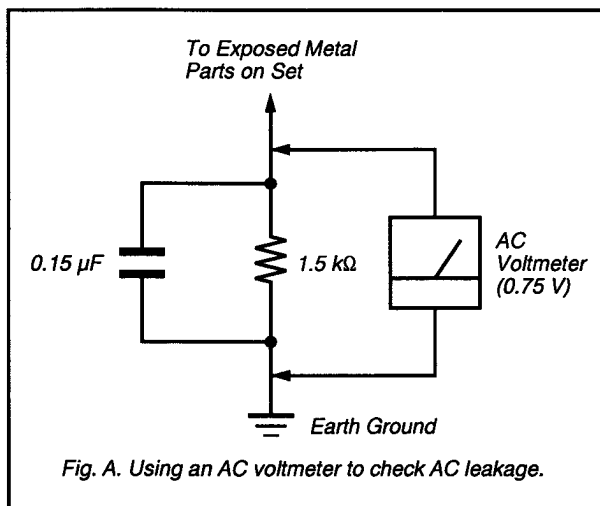 To Exposed Metal
Parts on Set
0.15 µF
1.5 kΩ
AC
Voltmeter
(0.75 V)
Earth Ground
Fig. A. Using an AC voltmeter to check AC leakage.